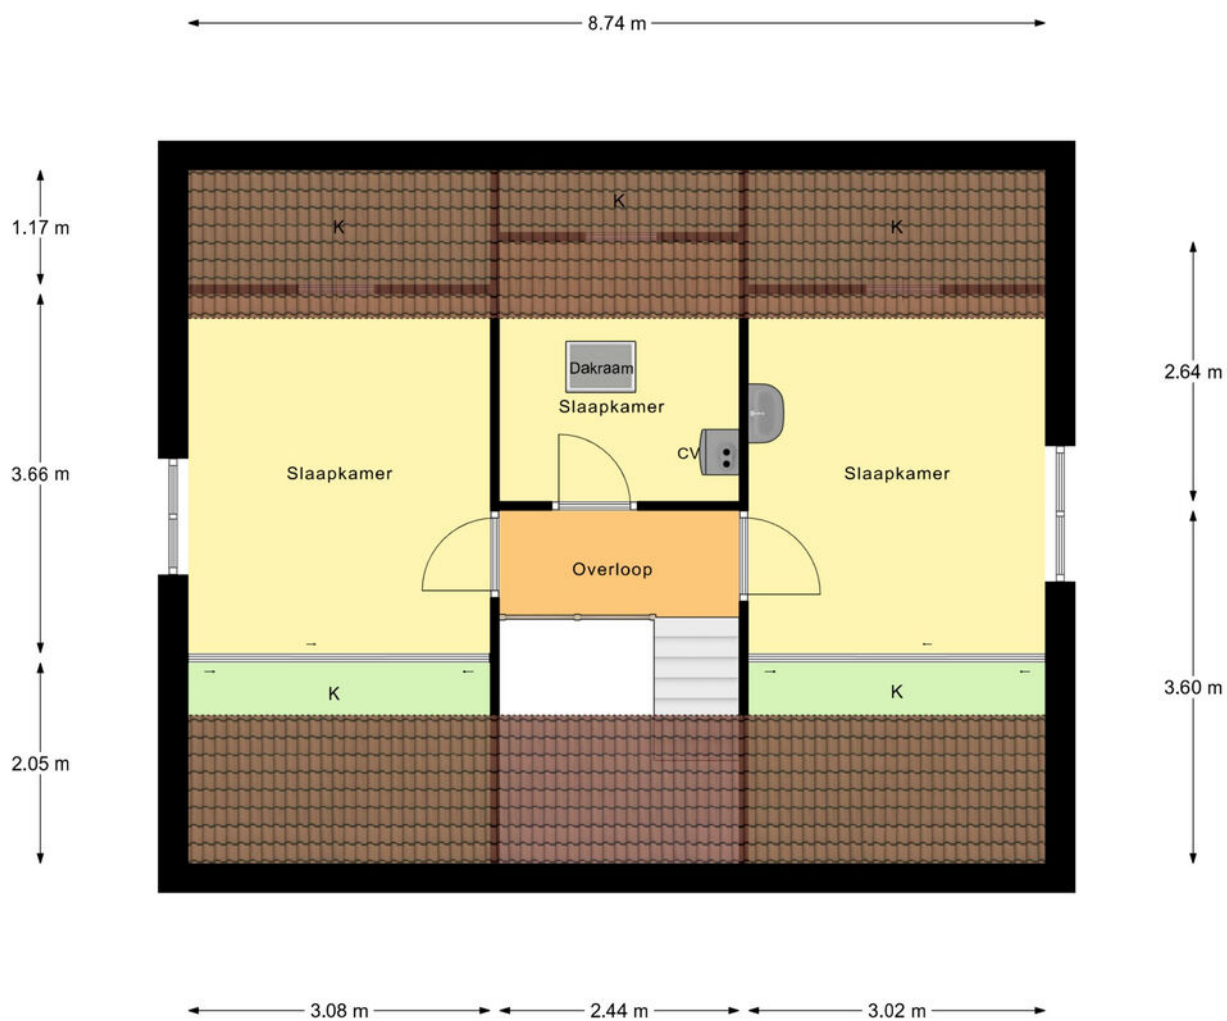 8.74 m
1.17 m
K
K
K
2.64 m
Dakraam
Slaapkamer
CV
3.66 m
Slaapkamer
Slaapkamer
Overloop
3.60 m
K
K
2.05 m
3.08 m
2.44 m
3.02 m